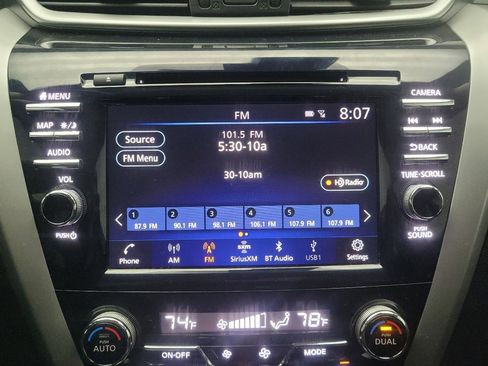 MENU
CAMERA
FM
8:07
MAP
Source
101.5 FM
5:30-10a
FM Menu
BACK
AUDIO
30-10am
HD Radio
VOL
TUNE·SCROLL
1 2 3 4 5 6
87.9 FM 90.1 FM 98.1 FM 106.1 FM 107.9 FM 107.9 FM
PUSH
PUSH
SOUND
sxm
Phone AM FM SiriusXM BT Audio USB1 Settings
74°F 78°F
PUSH
AUTO
PUSH
DUAL
ON·OFF
MODE